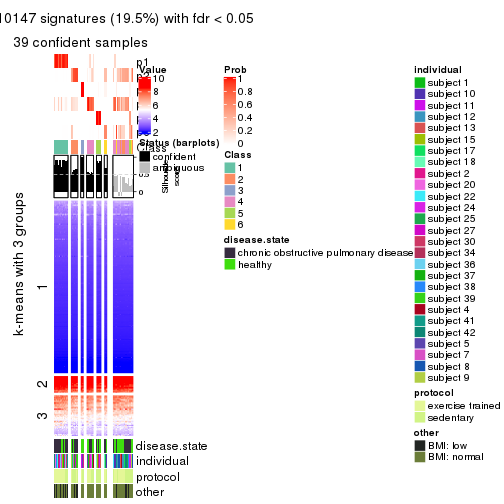 10147 signatures (19.5%) with fdr < 0.05
39 confident samples
p1
p2
Class
Value
10
8
6
4
2
Status (barplots)
confident
ambiguous
Silhouette
score
0
k-means with 3 groups
1
2
3
disease.state
individual
protocol
other
Prob
1
0.8
0.6
0.4
0.2
0
Class
1
2
3
4
5
6
disease.state
chronic obstructive pulmonary disease
healthy
individual
subject 1
subject 10
subject 11
subject 12
subject 13
subject 15
subject 17
subject 18
subject 2
subject 20
subject 22
subject 24
subject 25
subject 27
subject 30
subject 34
subject 36
subject 37
subject 38
subject 39
subject 4
subject 41
subject 42
subject 5
subject 7
subject 8
subject 9
protocol
exercise trained
sedentary
other
BMI: low
BMI: normal